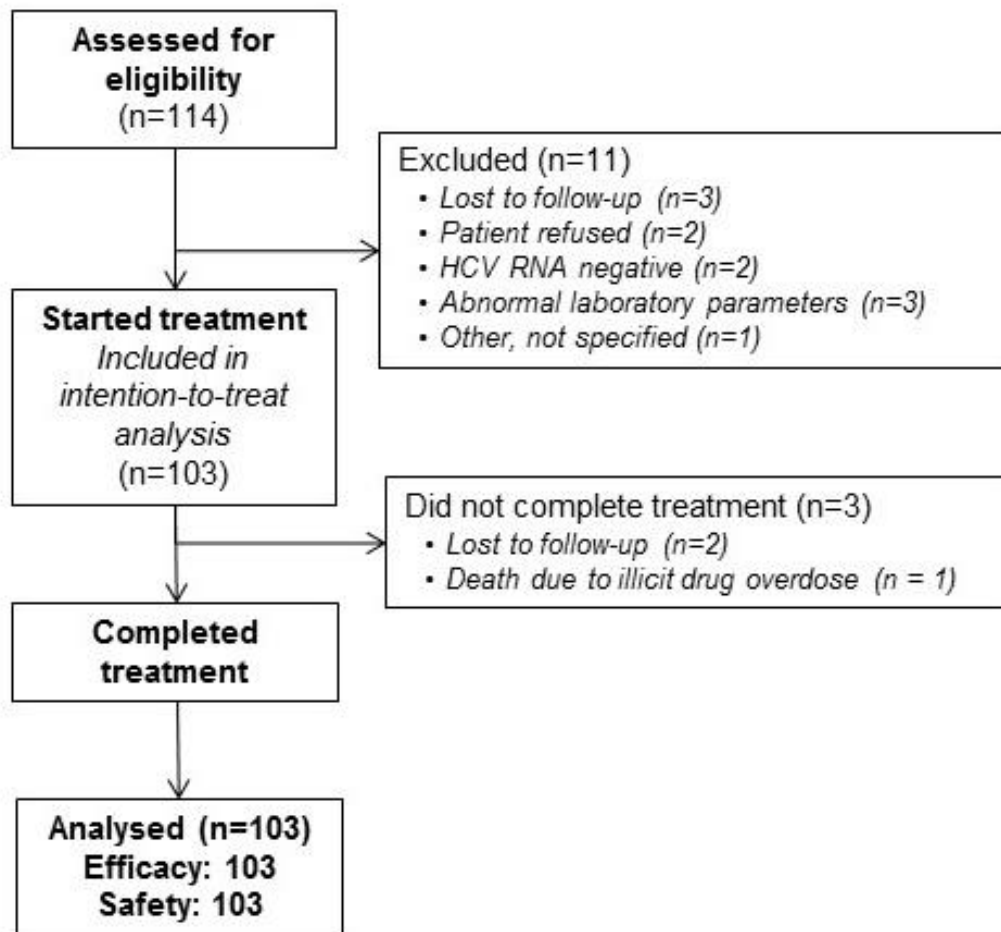 Assessed for
eligibility
(n=114)
Excluded (n=11)
• Lost to follow-up (n=3)
• Patient refused (n=2)
• HCV RNA negative (n=2)
• Abnormal laboratory parameters (n=3)
• Other, not specified (n=1)
Started treatment
Included in
intention-to-treat
analysis
(n=103)
Did not complete treatment (n=3)
• Lost to follow-up (n=2)
• Death due to illicit drug overdose (n = 1)
Completed
treatment
Analysed (n=103)
Efficacy: 103
Safety: 103